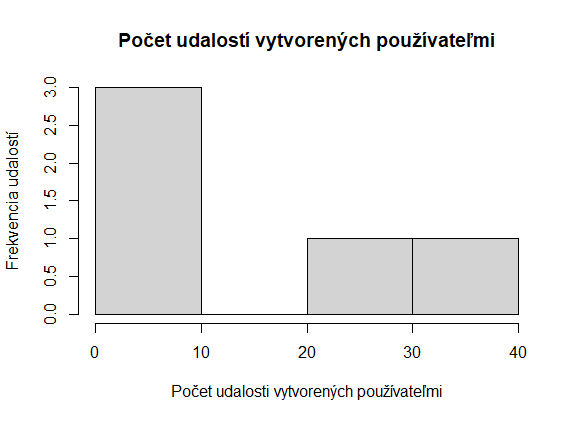 Počet udalostí vytvorených používateľmi
Frekvencia udalostí
3.0
2.5
2.0
1.5
1.0
0.5
0.0
0 10 20 30 40
Počet udalosti vytvorených používateľmi